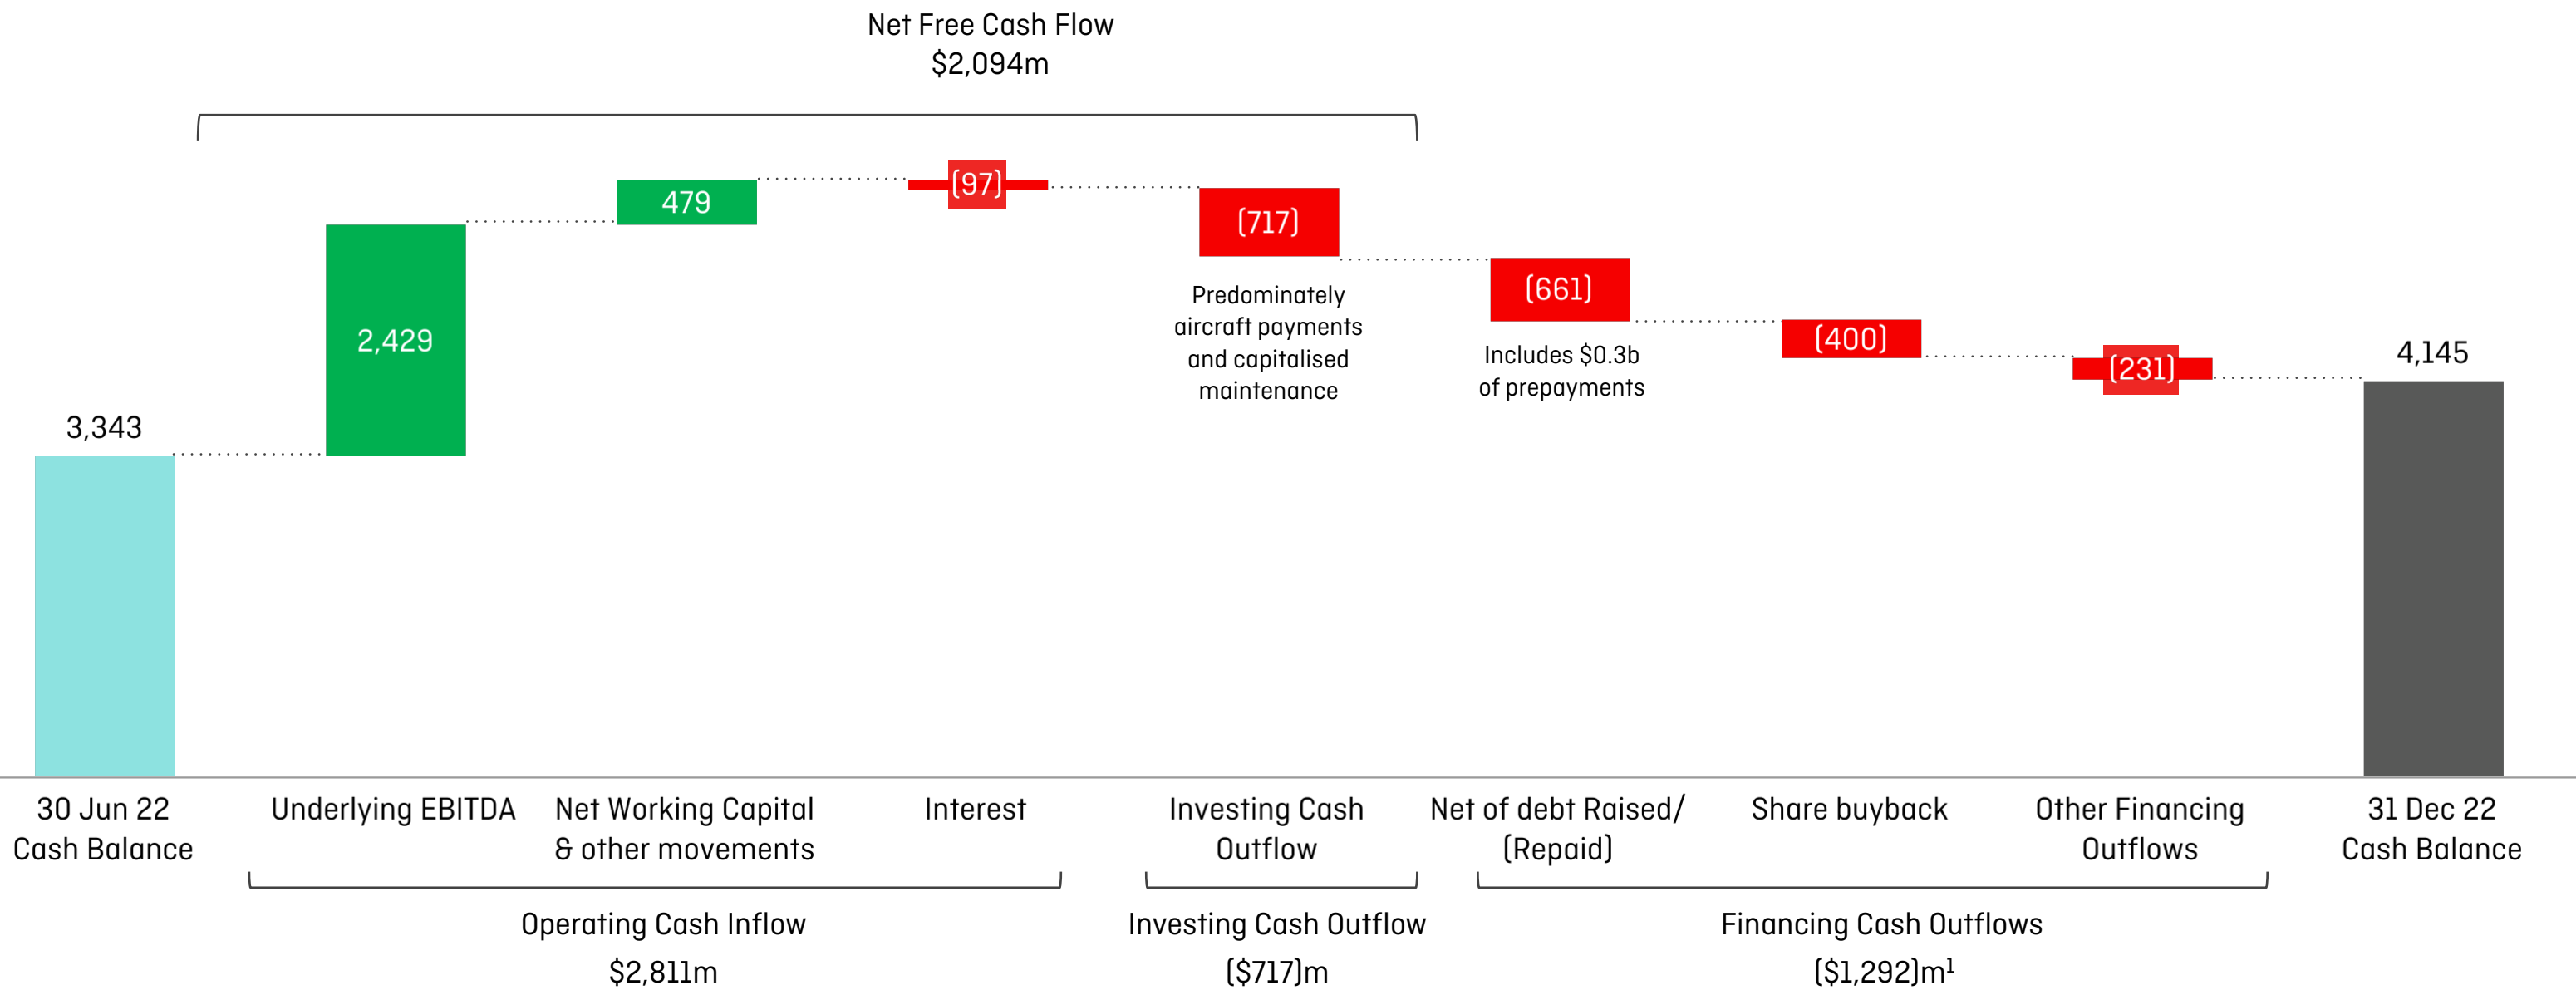 Net Free Cash Flow
$2,094m
479
(97)
(717)
2,429
Predominately
aircraft payments
and capitalised
maintenance
(661)
Includes $0.3b
of prepayments
(400)
(231)
4,145
3,343
30 Jun 22
Cash Balance
Underlying EBITDA
Net Working Capital
& other movements
Interest
Investing Cash
Outflow
Net of debt Raised/
(Repaid)
Share buyback
Other Financing
Outflows
31 Dec 22
Cash Balance
Operating Cash Inflow
$2,811m
Investing Cash Outflow
($717)m
Financing Cash Outflows
($1,292)m¹